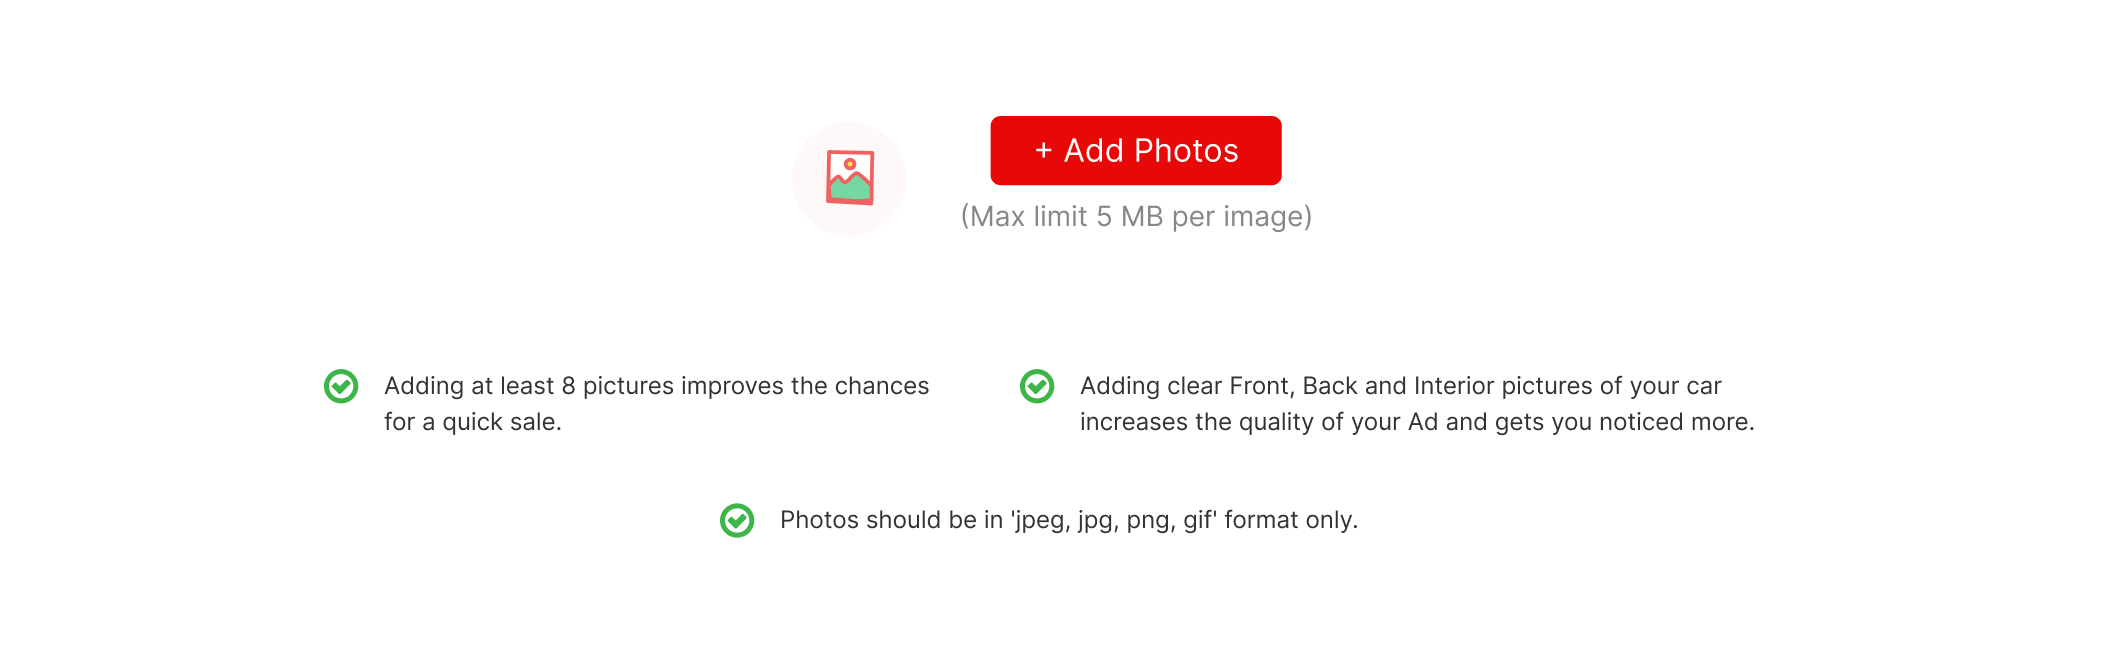 + Add Photos
(Max limit 5 MB per image)
Adding at least 8 pictures improves the chances
for a quick sale.
Adding clear Front, Back and Interior pictures of your car
increases the quality of your Ad and gets you noticed more.
Photos should be in 'jpeg, jpg, png, gif' format only.